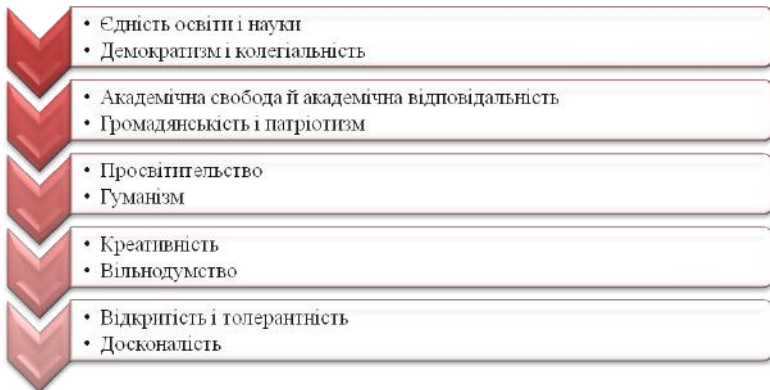 • Єдність освіти і науки
• Демократизм і колегіальність
• Академічна свобода й академічна відповідальність
• Громадянськість і патріотизм
• Просвітительство
• Гуманізм
• Креативність
• Вільнодумство
• Відкритість і толерантність
• Досконалість